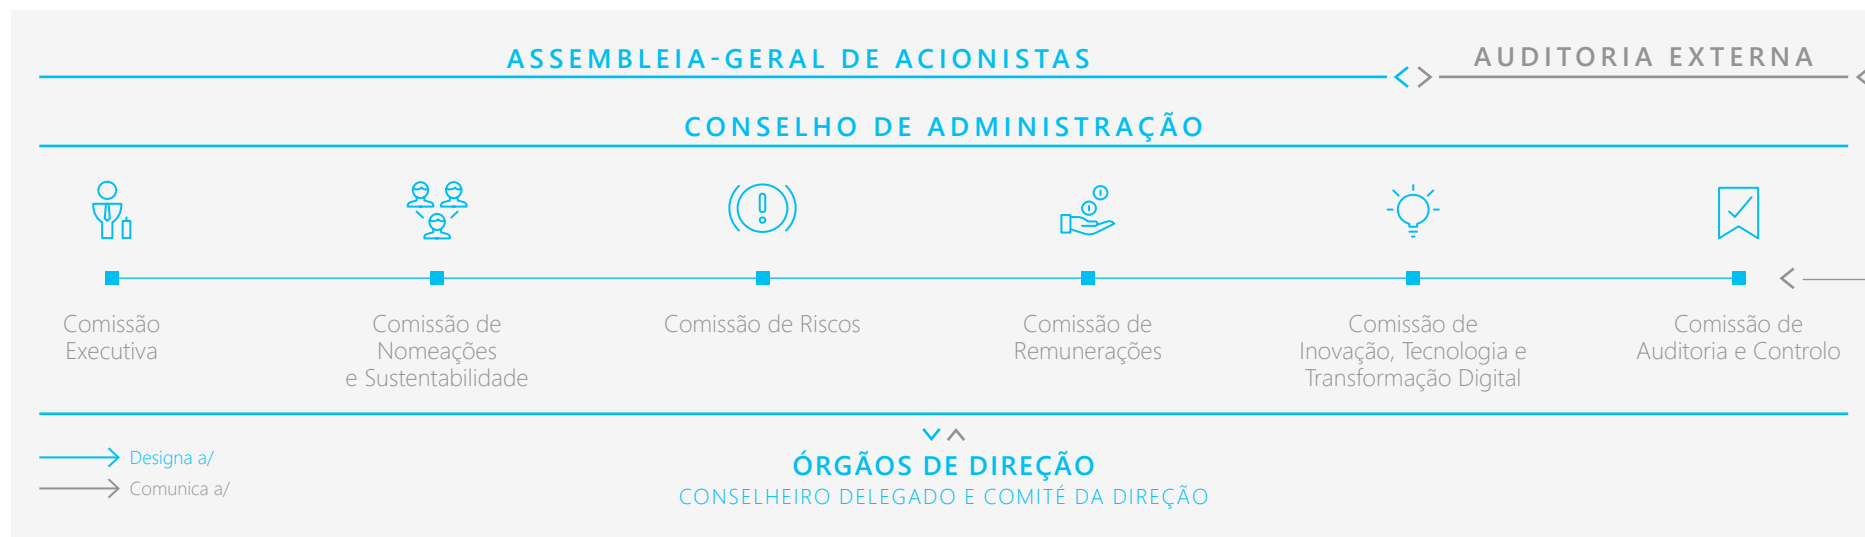 ASSEMBLEIA-GERAL DE ACIONISTAS
AUDITORIA EXTERNA
CONSELHO DE ADMINISTRAÇÃO
Comissão
Executiva
Comissão de
Nomeações
e Sustentabilidade
Comissão de Riscos
Comissão de
Remunerações
Comissão de
Inovação, Tecnologia e
Transformação Digital
Comissão de
Auditoria e Controlo
Designa a/
Comunica a/
ÓRGÃOS DE DIREÇÃO
CONSELHEIRO DELEGADO E COMITÉ DA DIREÇÃO